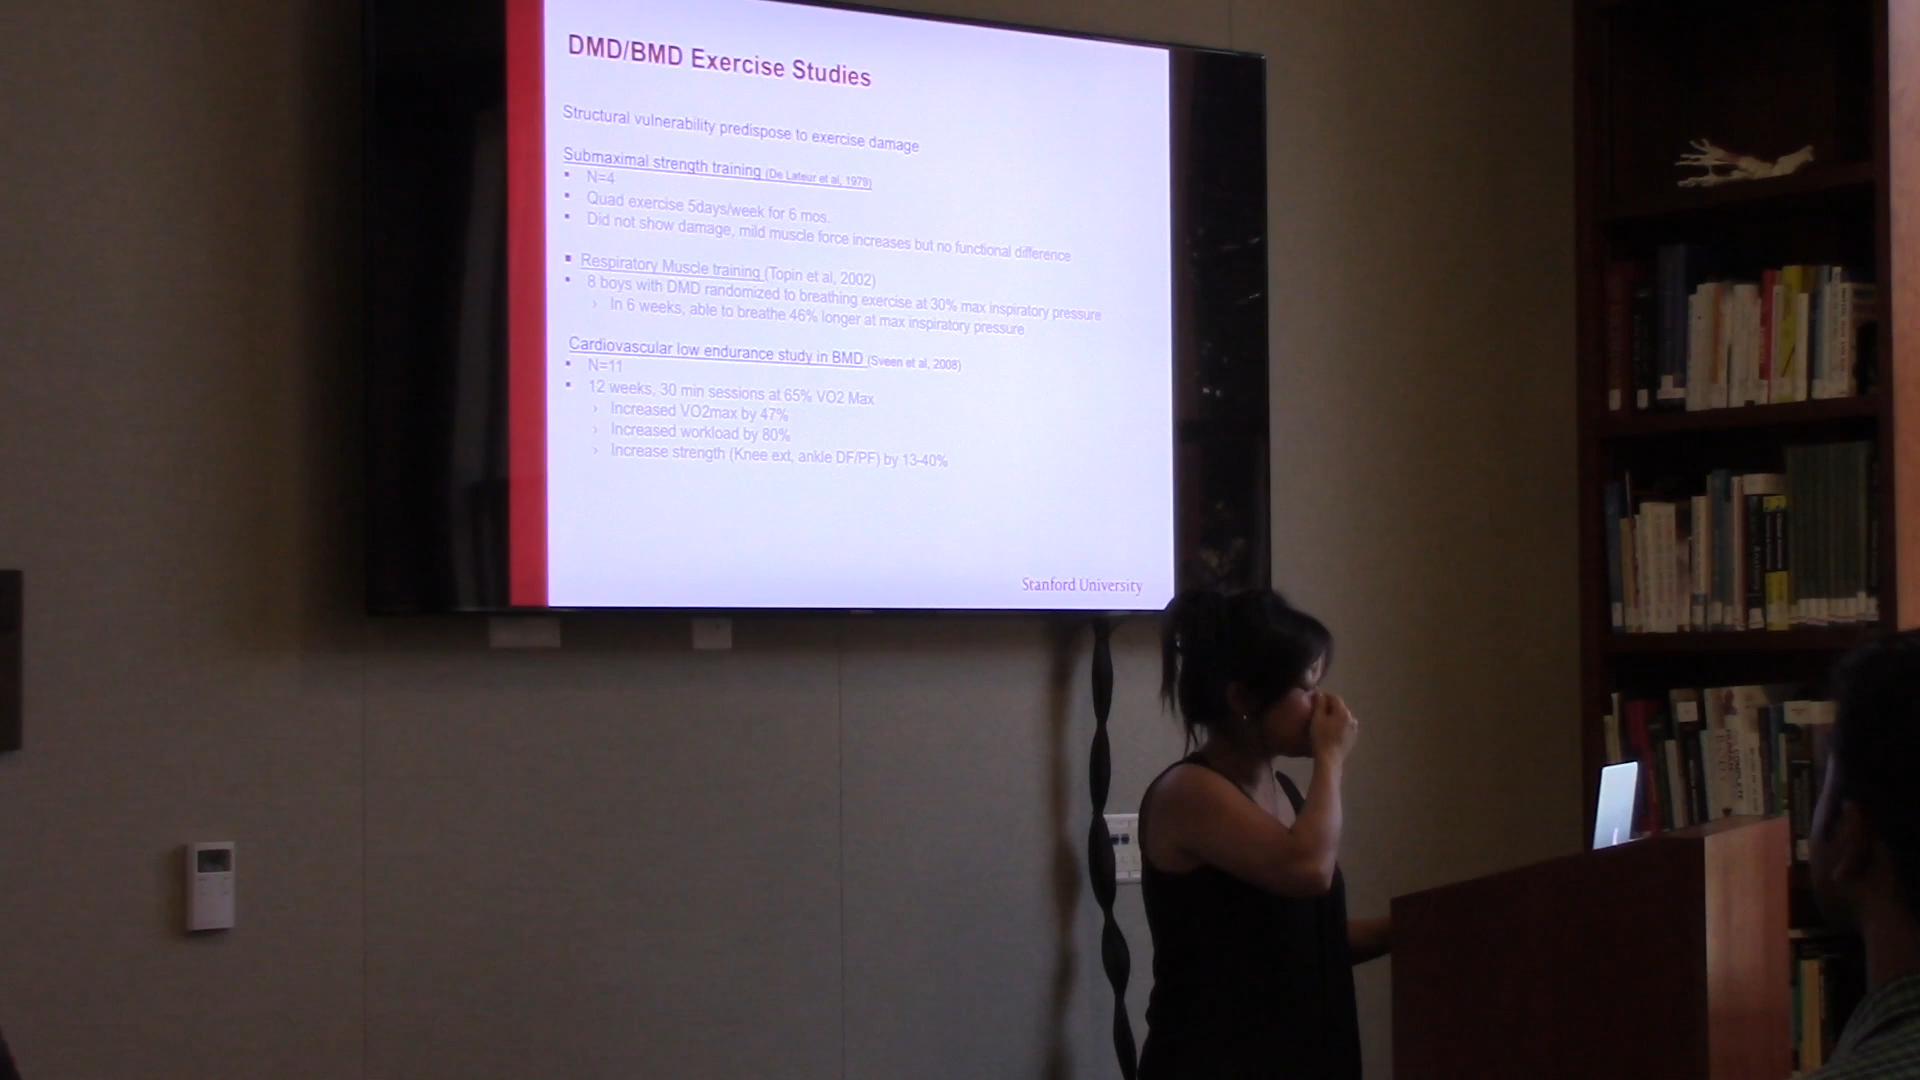 DMD/BMD Exercise Studies
Structural vulnerability predispose to exercise damage
Submaximal strength training (De Lateur et al, 1979)
▪ N=4
▪ Quad exercise 5days/week for 6 mos.
▪ Did not show damage, mild muscle force increases but no functional difference
▪ Respiratory Muscle training (Topin et al, 2002)
▪ 8 boys with DMD randomized to breathing exercise at 30% max inspiratory pressure
› In 6 weeks, able to breathe 46% longer at max inspiratory pressure
Cardiovascular low endurance study in BMD (Sveen et al, 2008)
▪ N=11
▪ 12 weeks, 30 min sessions at 65% VO2 Max
› Increased VO2max by 47%
› Increased workload by 80%
› Increase strength (Knee ext, ankle DF/PF) by 13-40%
Stanford University